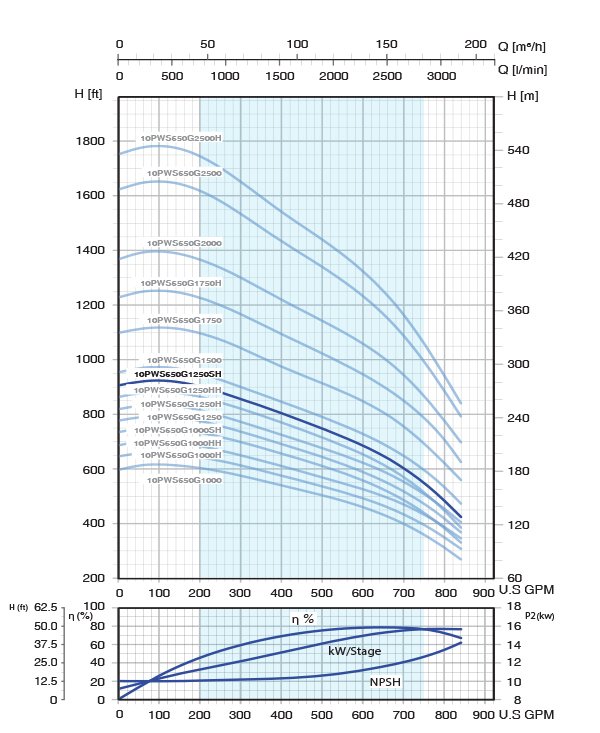 0 50 100 150 200 Q [m³/h]
0 500 1000 1500 2000 2500 3000 Q [l/min]
H [ft] H [m]
10PWS650G2500H
1800 540
10PWS650G2500
1600 480
10PWS650G2000
1400 420
10PWS650G1750H
1200 360
10PWS650G1750
1000 300
10PWS650G1500
10PWS650G1250SH
10PWS650G1250HH
10PWS650G1250H
800 240
10PWS650G1250
10PWS650G1000SH
10PWS650G1000HH
10PWS650G1000H
600 180
10PWS650G1000
400 120
200 60
0 100 200 300 400 500 600 700 800 900 U.S GPM
H (ft) 62.5 η (%) 100 18 P2(kw)
50.0 80 16
η %
37.5 60 14
kW/Stage
25.0 40 12
12.5 20 10
NPSH
0 0 8
0 100 200 300 400 500 600 700 800 900 U.S GPM